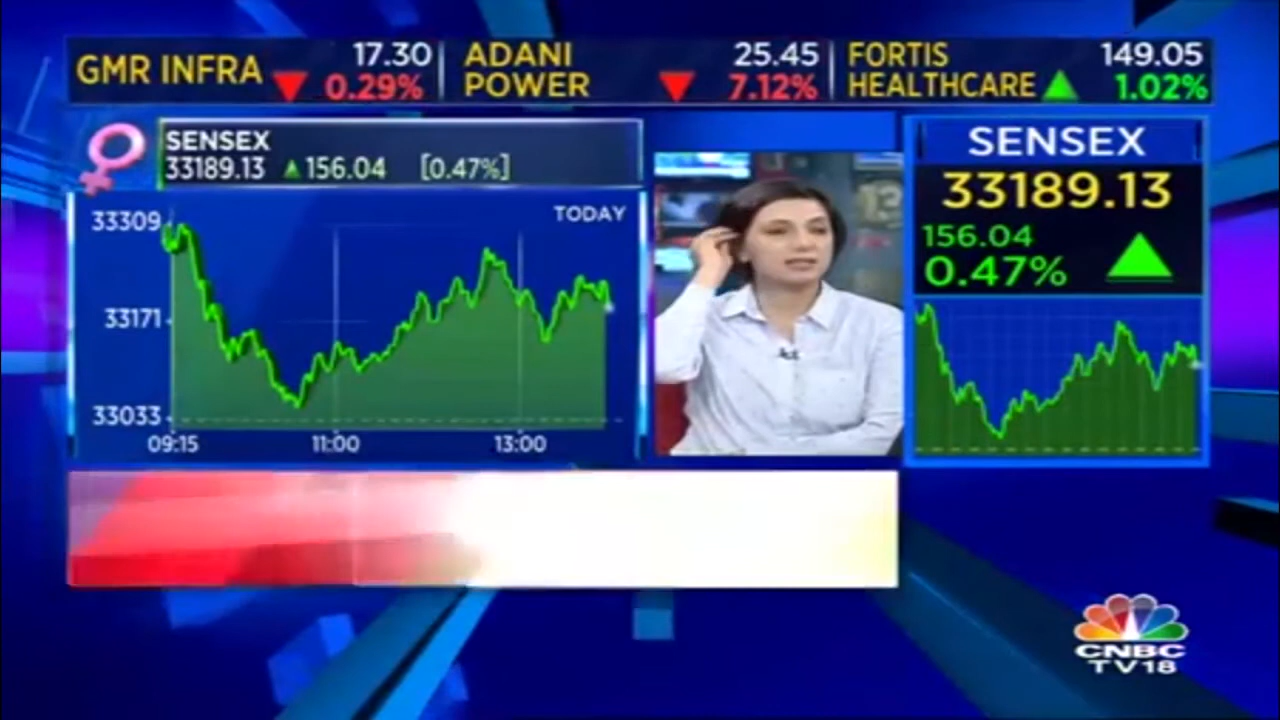 GMR INFRA 17.30 0.29%
ADANI POWER 25.45 7.12%
FORTIS HEALTHCARE 149.05 1.02%
SENSEX
33189.13 156.04 [0.47%]
TODAY
33309
33171
33033
09:15 11:00 13:00
SENSEX
33189.13
156.04
0.47%
CNBC
TV18